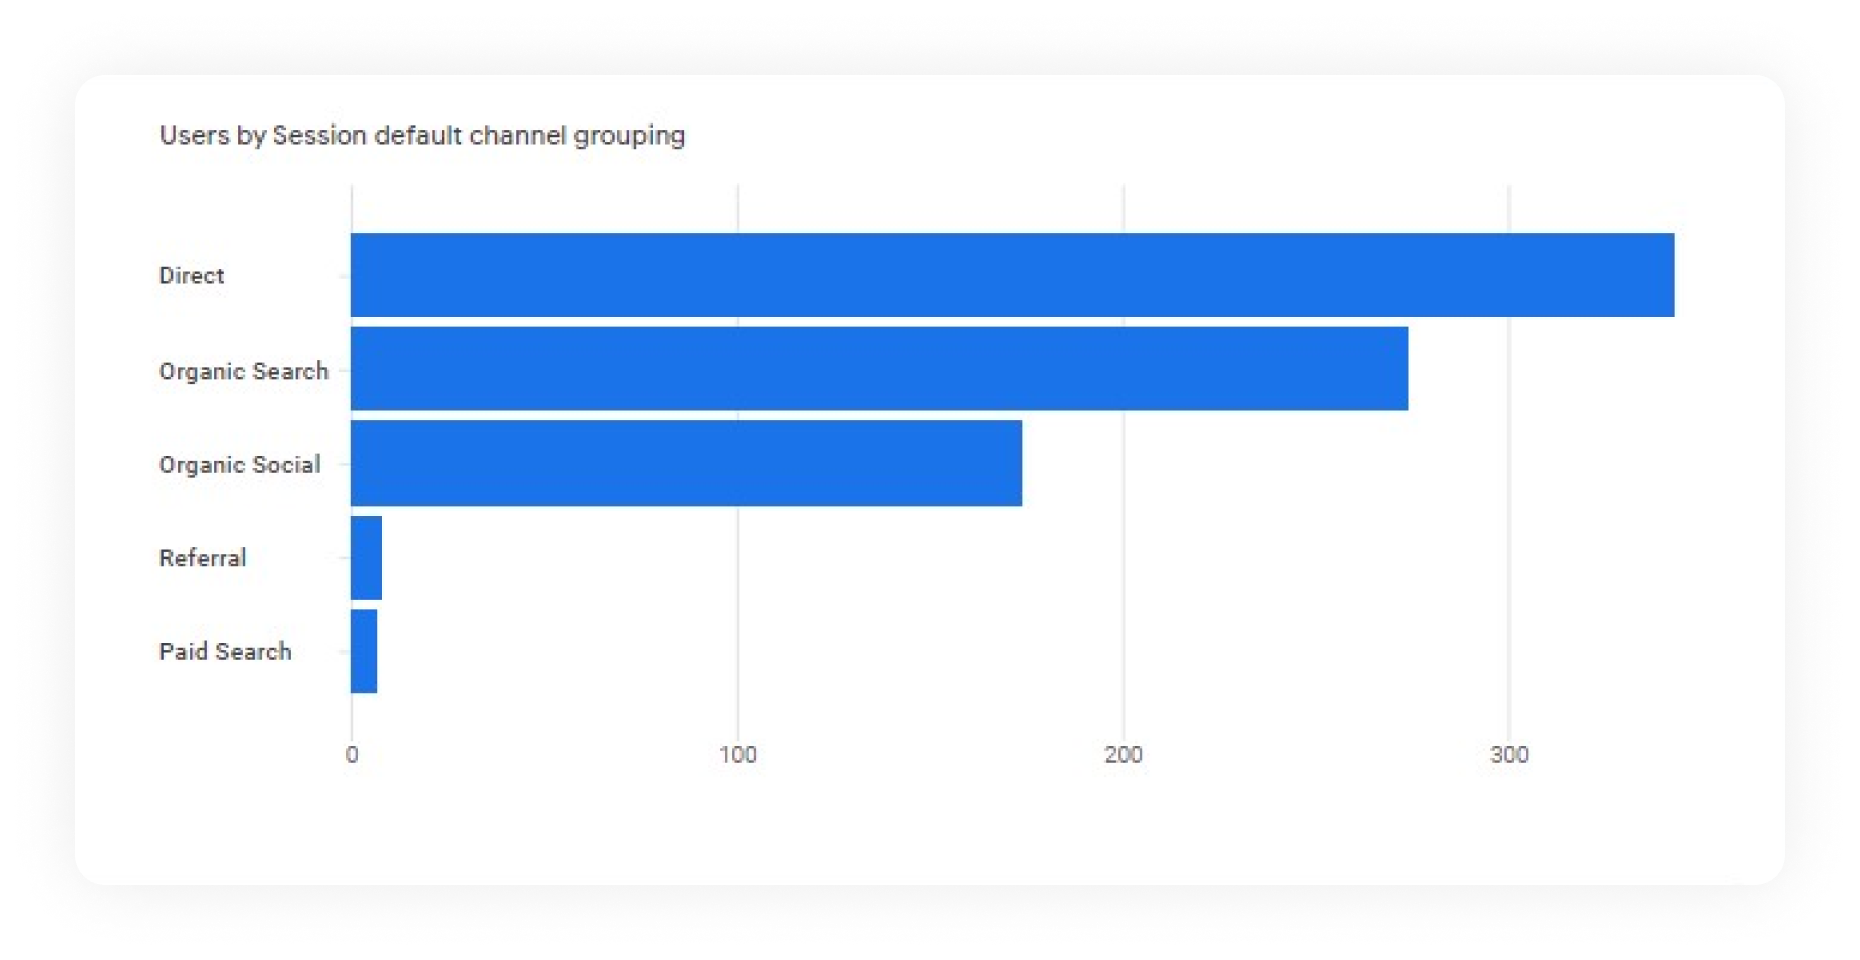 Users by Session default channel grouping
Direct
Organic Search
Organic Social
Referral
Paid Search
0 100 200 300